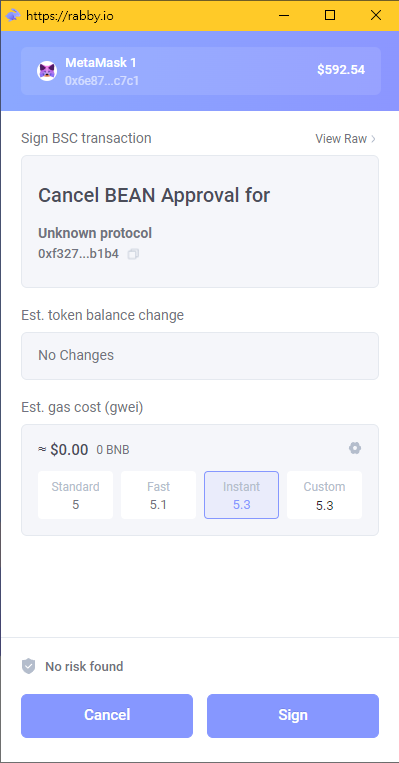 https://rabby.io
MetaMask 1
0x6e87...c7c1
$592.54
Sign BSC transaction
View Raw
Cancel BEAN Approval for
Unknown protocol
0xf327...b1b4
Est. token balance change
No Changes
Est. gas cost (gwei)
≈ $0.00 0 BNB
Standard Fast Instant Custom
5 5.1 5.3 5.3
No risk found
Cancel Sign